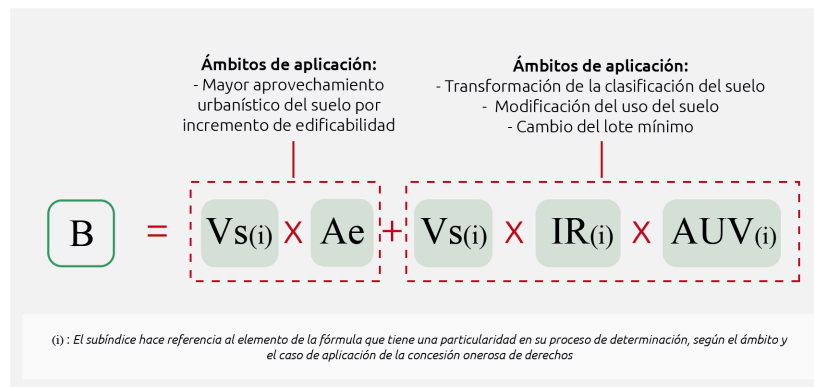 Ámbitos de aplicación:
- Mayor aprovechamiento
urbanístico del suelo por
incremento de edificabilidad
Ámbitos de aplicación:
- Transformación de la clasificación del suelo
- Modificación del uso del suelo
- Cambio del lote mínimo
B = Vs(i) X Ae + Vs(i) X IR(i) X AUV(i)
(i) : El subíndice hace referencia al elemento de la fórmula que tiene una particularidad en su proceso de determinación, según el ámbito y
el caso de aplicación de la concesión onerosa de derechos